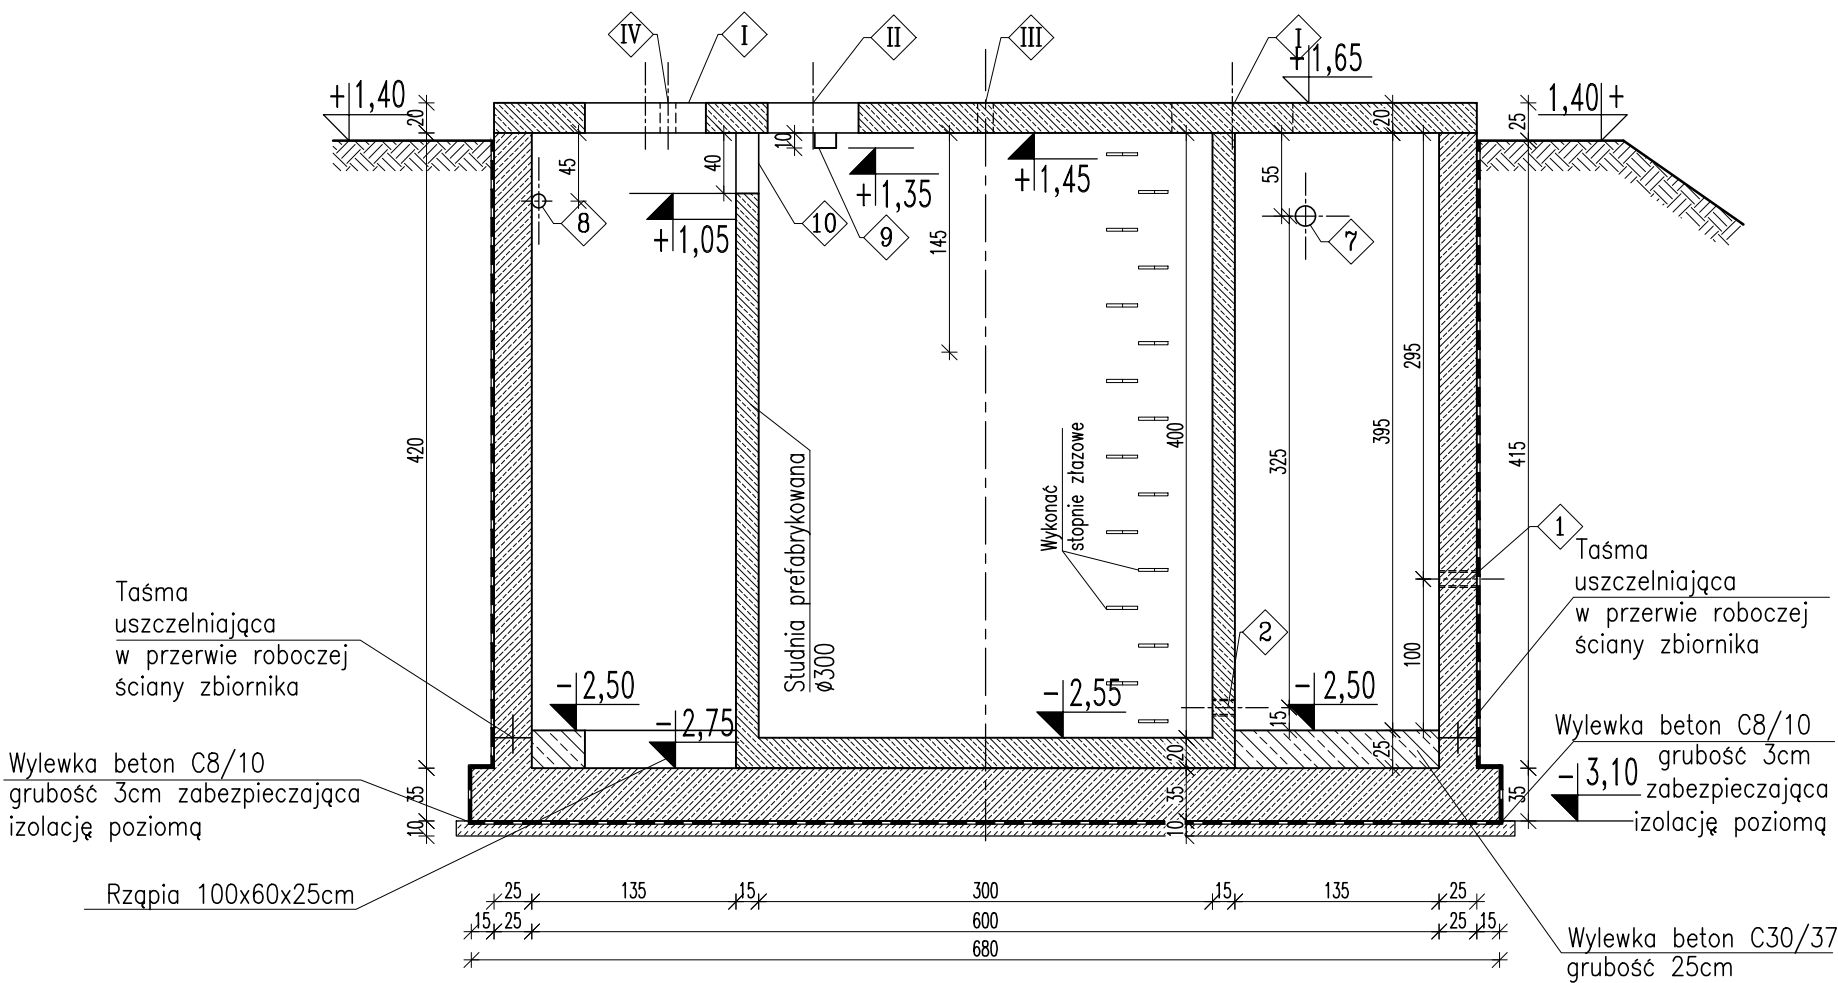 IV
I
II
III
I
+1,65
+1,40
1,40+
20
20
25
45
40
10
+1,35
+1,45
55
8
10
9
7
+1,05
145
420
400
325
395
295
415
Studnia prefabrykowana
ø300
Wykonać
stopnie złazowe
1
Taśma
uszczelniająca
w przerwie roboczej
ściany zbiornika
Taśma
uszczelniająca
w przerwie roboczej
ściany zbiornika
2
100
-2,50
-2,75
-2,55
-2,50
15
20
25
Wylewka beton C8/10
grubość 3cm zabezpieczająca
izolację poziomą
Wylewka beton C8/10
grubość 3cm
zabezpieczająca
izolację poziomą
-3,10
35
10
35
10
35
Rząpia 100x60x25cm
25
135
15
300
15
135
25
15
25
600
25
15
680
Wylewka beton C30/37
grubość 25cm